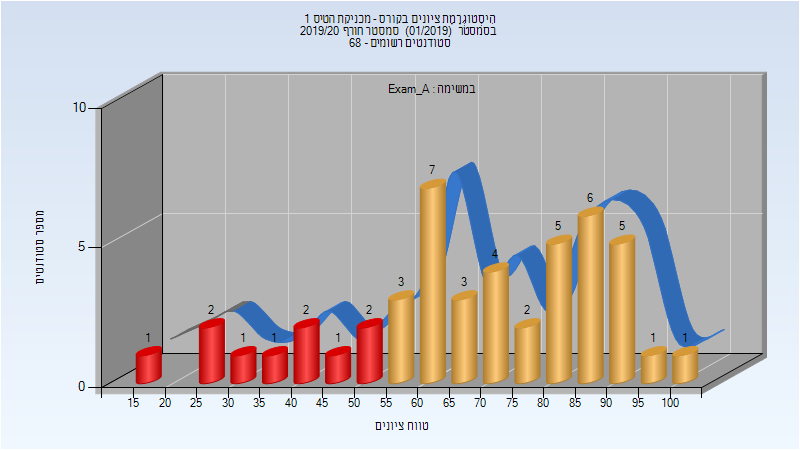 היסטוגרמת ציונים בקורס - מכניקת הטיס 1
בסמסטר (01/2019) סמסטר חורף 2019/20
סטודנטים רשומים - 68
במשימה : Exam_A
10
5
0
מספר סטודנטים
1
2
1
1
2
1
2
3
7
3
4
2
5
6
5
1
1
15 20 25 30 35 40 45 50 55 60 65 70 75 80 85 90 95 100
טווח ציונים